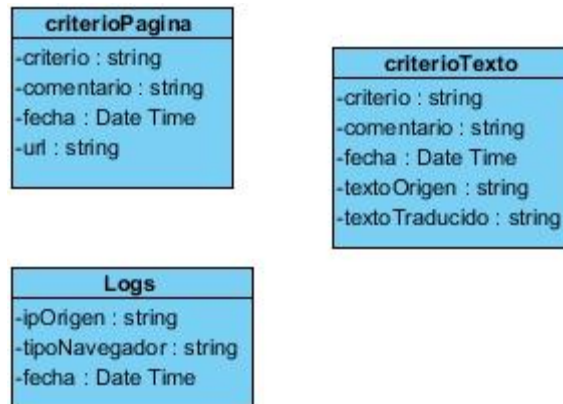 criterioPagina
-criterio : string
-comentario : string
-fecha : Date Time
-url : string
criterioTexto
-criterio : string
-comentario : string
-fecha : Date Time
-textoOrigen : string
-textoTraducido : string
Logs
-ipOrigen : string
-tipoNavegador : string
-fecha : Date Time